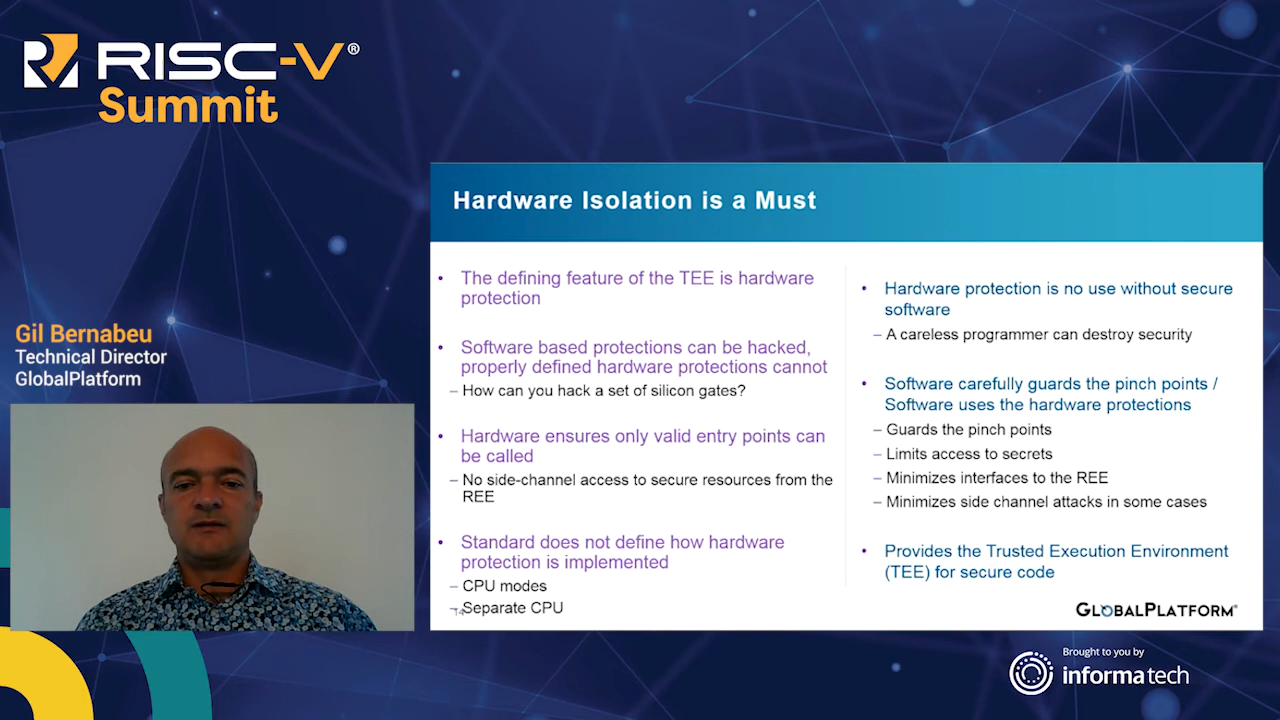 RISC-V®
Summit
Gil Bernabeu
Technical Director
GlobalPlatform
Hardware Isolation is a Must
• The defining feature of the TEE is hardware
protection
• Software based protections can be hacked,
properly defined hardware protections cannot
– How can you hack a set of silicon gates?
• Hardware ensures only valid entry points can
be called
– No side-channel access to secure resources from the
REE
• Standard does not define how hardware
protection is implemented
– CPU modes
– Separate CPU
14
• Hardware protection is no use without secure
software
– A careless programmer can destroy security
• Software carefully guards the pinch points /
Software uses the hardware protections
– Guards the pinch points
– Limits access to secrets
– Minimizes interfaces to the REE
– Minimizes side channel attacks in some cases
• Provides the Trusted Execution Environment
(TEE) for secure code
GLOBALPLATFORM®
Brought to you by
informa tech